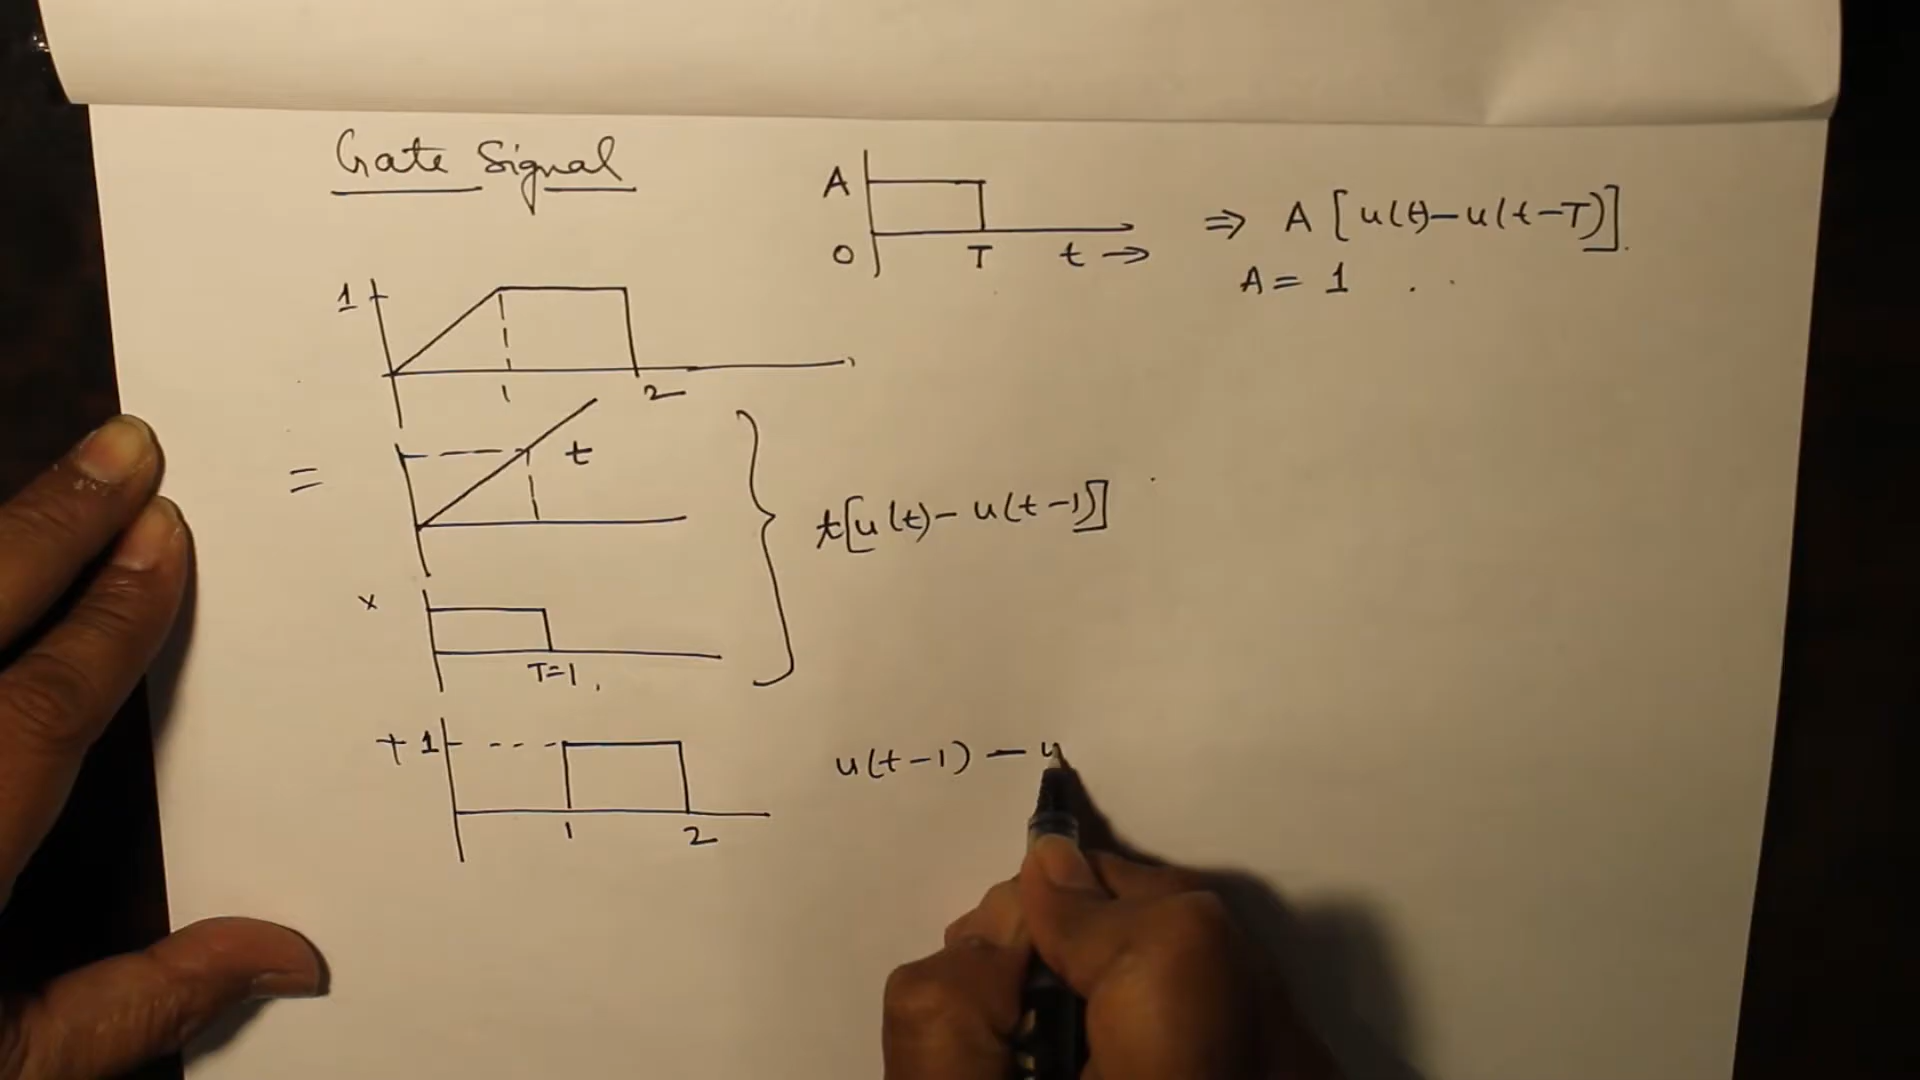 Gate Signal
A
0 T t →
⇒ A [u(t)-u(t-T)].
A = 1 ..
1
1 2
= t
t[u(t)- u(t-1)]
x
T=1,
+ 1
1 2
u(t-1) - u